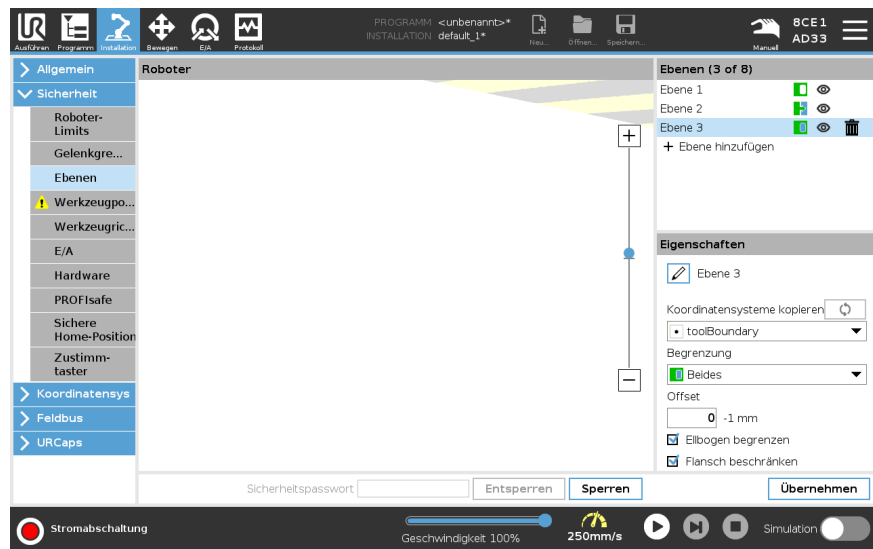 PROGRAMM <unbenannt>*
INSTALLATION default_1*
8CE1
AD33
Ausführen Programm Installation Bewegen E/A Protokoll Neu... Öffnen... Speichern... Manuell
Allgemein
Sicherheit
Roboter-
Limits
Gelenkgre...
Ebenen
Werkzeugpo...
Werkzeugric...
E/A
Hardware
PROFIsafe
Sichere
Home-Position
Zustimm-
taster
Koordinatensys
Feldbus
URCaps
Roboter
+
−
Ebenen (3 of 8)
Ebene 1
Ebene 2
Ebene 3
+ Ebene hinzufügen
Eigenschaften
Ebene 3
Koordinatensysteme kopieren
toolBoundary
Begrenzung
Beides
Offset
0 -1 mm
Ellbogen begrenzen
Flansch beschränken
Sicherheitspasswort Entsperren Sperren Übernehmen
Stromabschaltung
Geschwindigkeit 100%
250mm/s
Simulation